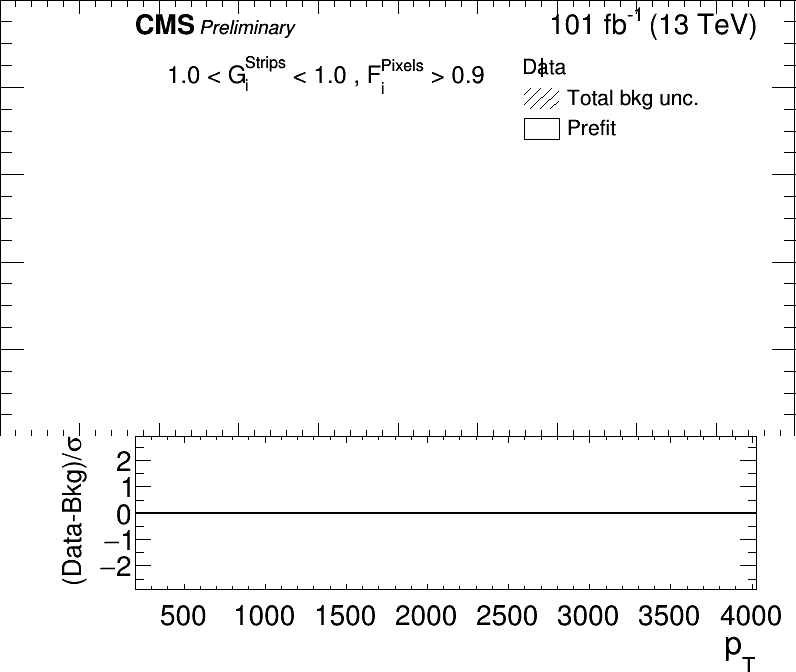 CMS Preliminary 101 fb⁻¹ (13 TeV)
1.0 < G_i^Strips < 1.0 , F_i^Pixels > 0.9
Data
Total bkg unc.
Prefit
(Data-Bkg)/σ
2
1
0
−1
−2
500 1000 1500 2000 2500 3000 3500 4000
p_T